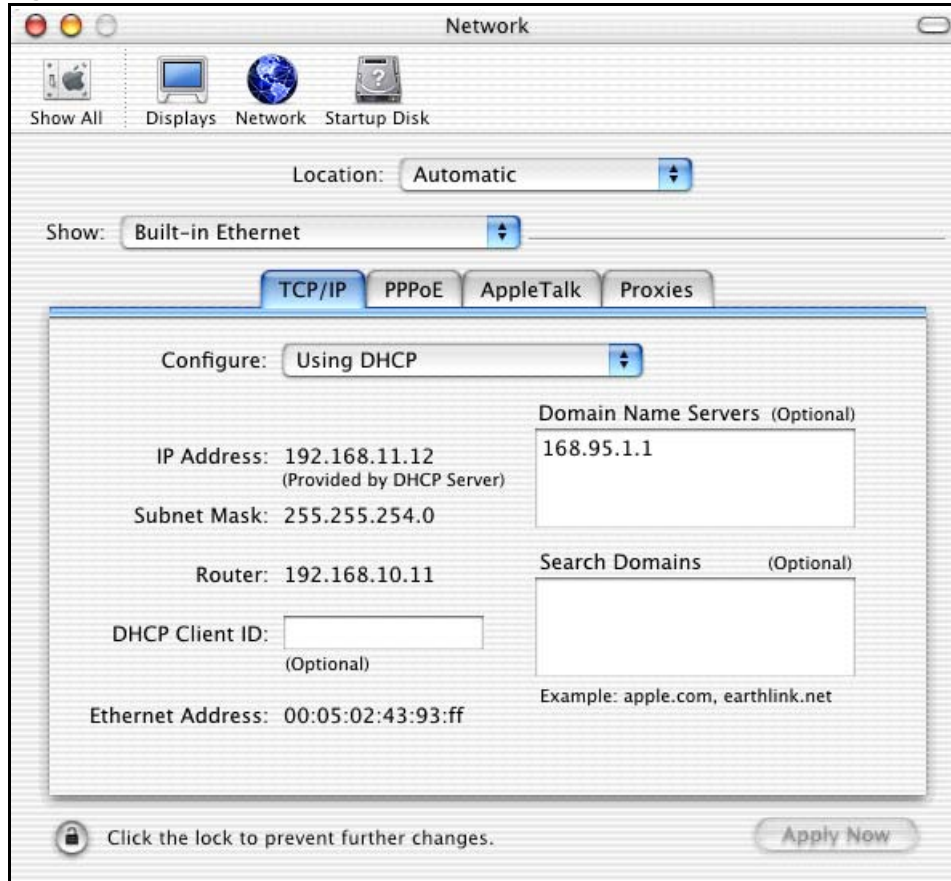 Network
Show All
Displays
Network
Startup Disk
Location: Automatic
Show: Built-in Ethernet
TCP/IP
PPPoE
AppleTalk
Proxies
Configure: Using DHCP
Domain Name Servers (Optional)
168.95.1.1
IP Address: 192.168.11.12
(Provided by DHCP Server)
Subnet Mask: 255.255.254.0
Router: 192.168.10.11
Search Domains (Optional)
DHCP Client ID:
(Optional)
Example: apple.com, earthlink.net
Ethernet Address: 00:05:02:43:93:ff
Click the lock to prevent further changes.
Apply Now